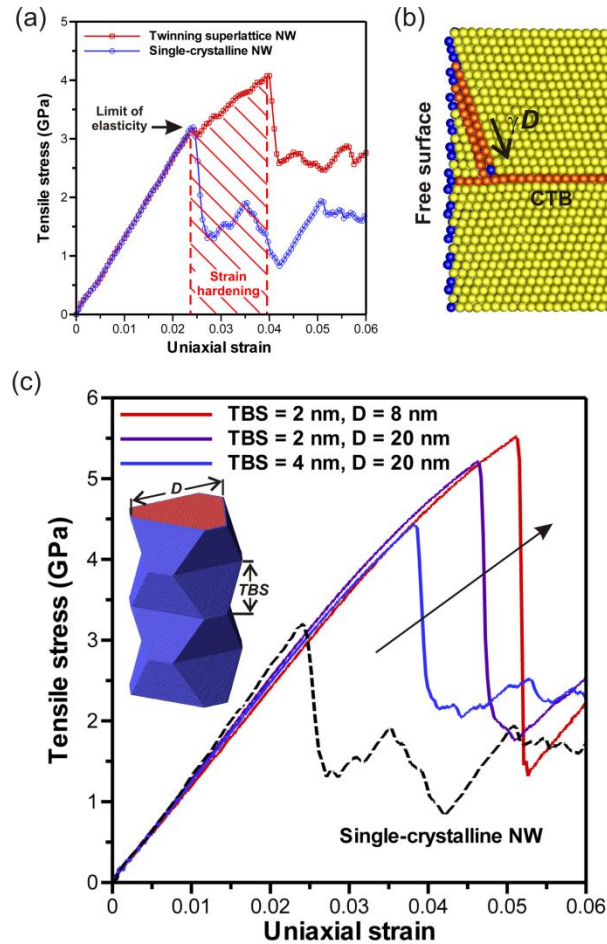 (a)
Twinning superlattice NW
Single-crystalline NW
Limit of
elasticity
Strain
hardening
Tensile stress (GPa)
5
4
3
2
1
0
0 0.01 0.02 0.03 0.04 0.05 0.06
Uniaxial strain
(b)
Free surface
γD
CTB
(c)
TBS = 2 nm, D = 8 nm
TBS = 2 nm, D = 20 nm
TBS = 4 nm, D = 20 nm
D
TBS
Single-crystalline NW
Tensile stress (GPa)
6
5
4
3
2
1
0
0 0.01 0.02 0.03 0.04 0.05 0.06
Uniaxial strain